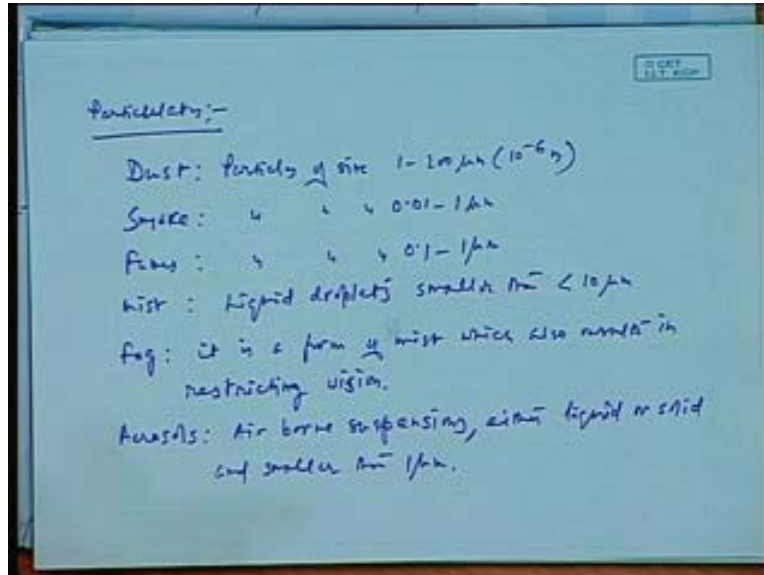 © CET
I.I.T. KGP
Particulates:-
Dust: Particles of size 1-200 μm (10⁻⁶ m)
Smoke: " " " 0.01-1 μm
Fumes: " " " 0.1-1 μm
mist: Liquid droplets smaller than < 10 μm
Fog: it is a form of mist which also results in
restricting vision.
Aerosols: Air borne suspensions, either liquid or solid
and smaller than 1 μm.